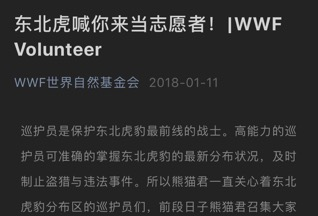 东北虎喊你来当志愿者！|WWF
Volunteer
WWF世界自然基金会 2018-01-11
巡护员是保护东北虎豹最前线的战士。高能力的巡
护员可准确的掌握东北虎豹的最新分布状况，及时
制止盗猎与违法事件。所以熊猫君一直关心着东北
虎豹分布区的巡护员们，前段日子熊猫君召集大家